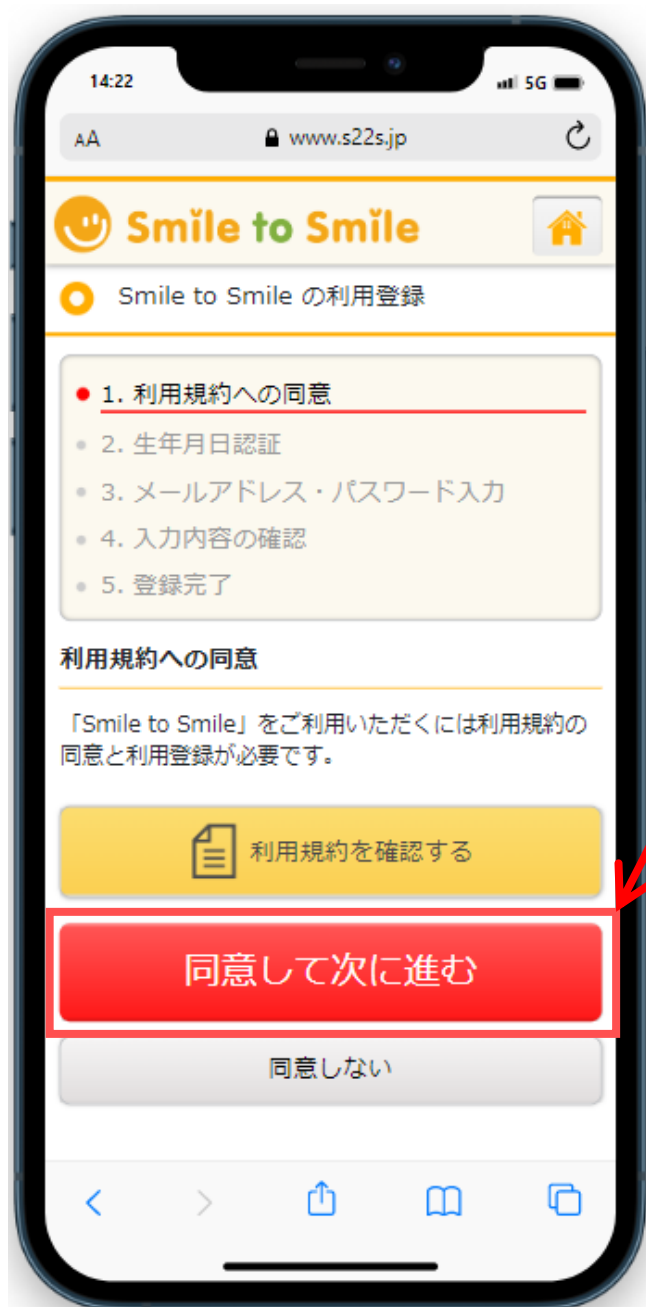 14:22
5G
AA
www.s22s.jp
Smile to Smile
Smile to Smile の利用登録
1. 利用規約への同意
2. 生年月日認証
3. メールアドレス・パスワード入力
4. 入力内容の確認
5. 登録完了
利用規約への同意
「Smile to Smile」をご利用いただくには利用規約の
同意と利用登録が必要です。
利用規約を確認する
同意して次に進む
同意しない